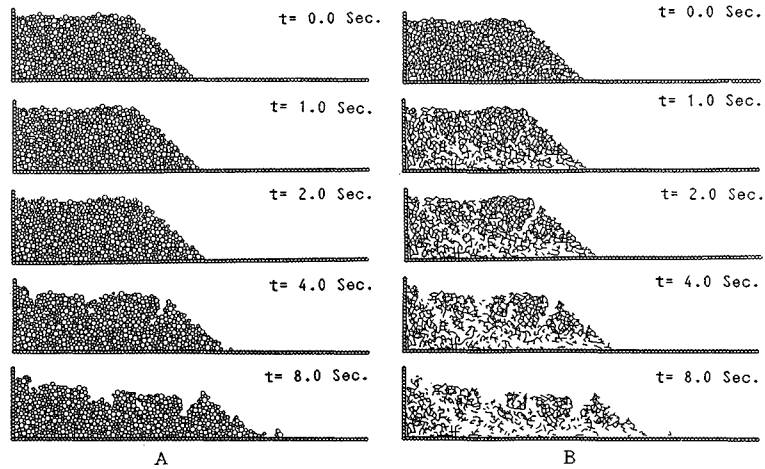 t= 0.0 Sec.
t= 1.0 Sec.
t= 2.0 Sec.
t= 4.0 Sec.
t= 8.0 Sec.
A
t= 0.0 Sec.
t= 1.0 Sec.
t= 2.0 Sec.
t= 4.0 Sec.
t= 8.0 Sec.
B